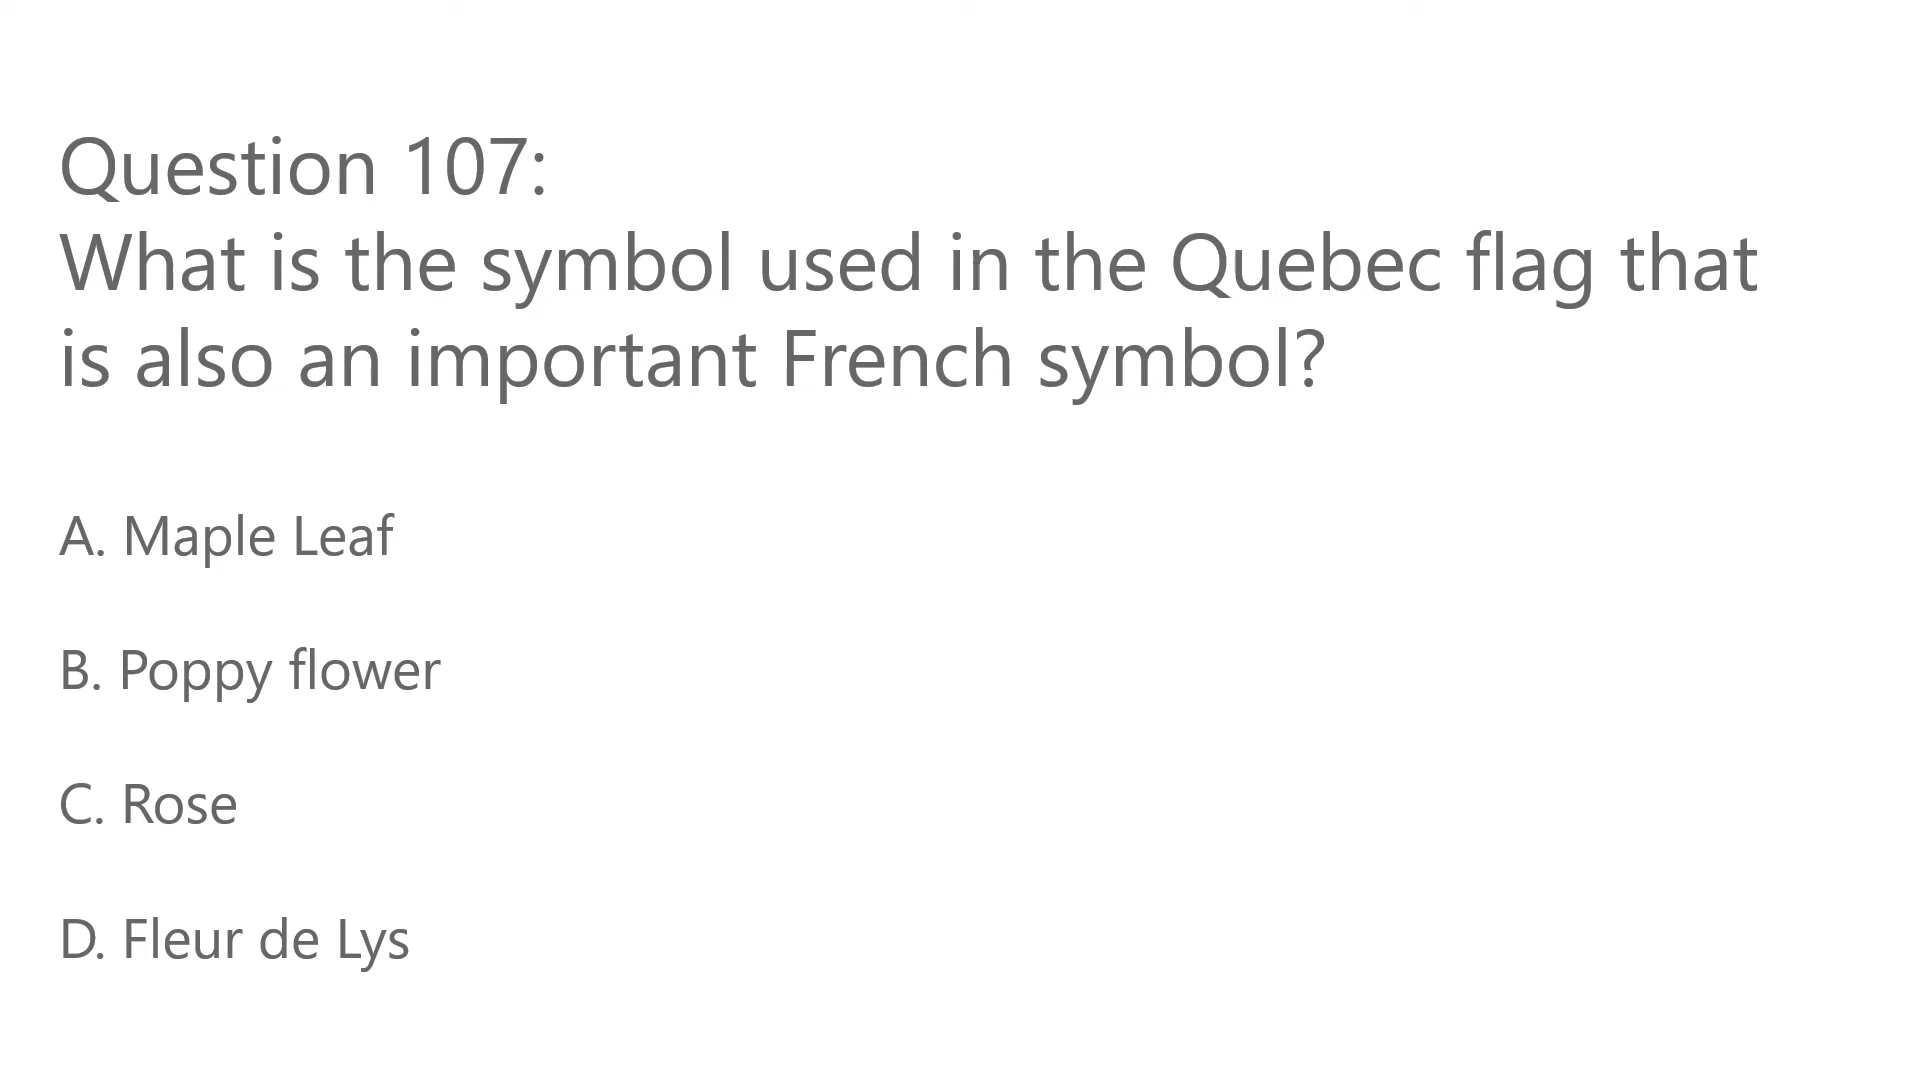 Question 107:
What is the symbol used in the Quebec flag that
is also an important French symbol?
A. Maple Leaf
B. Poppy flower
C. Rose
D. Fleur de Lys